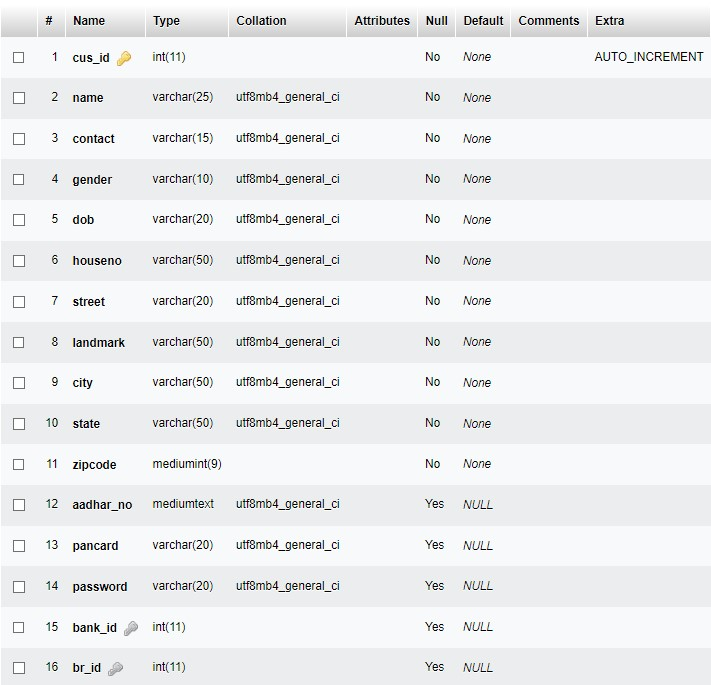 # Name Type Collation Attributes Null Default Comments Extra
1 cus_id int(11) No None AUTO_INCREMENT
2 name varchar(25) utf8mb4_general_ci No None
3 contact varchar(15) utf8mb4_general_ci No None
4 gender varchar(10) utf8mb4_general_ci No None
5 dob varchar(20) utf8mb4_general_ci No None
6 houseno varchar(50) utf8mb4_general_ci No None
7 street varchar(20) utf8mb4_general_ci No None
8 landmark varchar(50) utf8mb4_general_ci No None
9 city varchar(50) utf8mb4_general_ci No None
10 state varchar(50) utf8mb4_general_ci No None
11 zipcode mediumint(9) No None
12 aadhar_no mediumtext utf8mb4_general_ci Yes NULL
13 pancard varchar(20) utf8mb4_general_ci Yes NULL
14 password varchar(20) utf8mb4_general_ci Yes NULL
15 bank_id int(11) Yes NULL
16 br_id int(11) Yes NULL